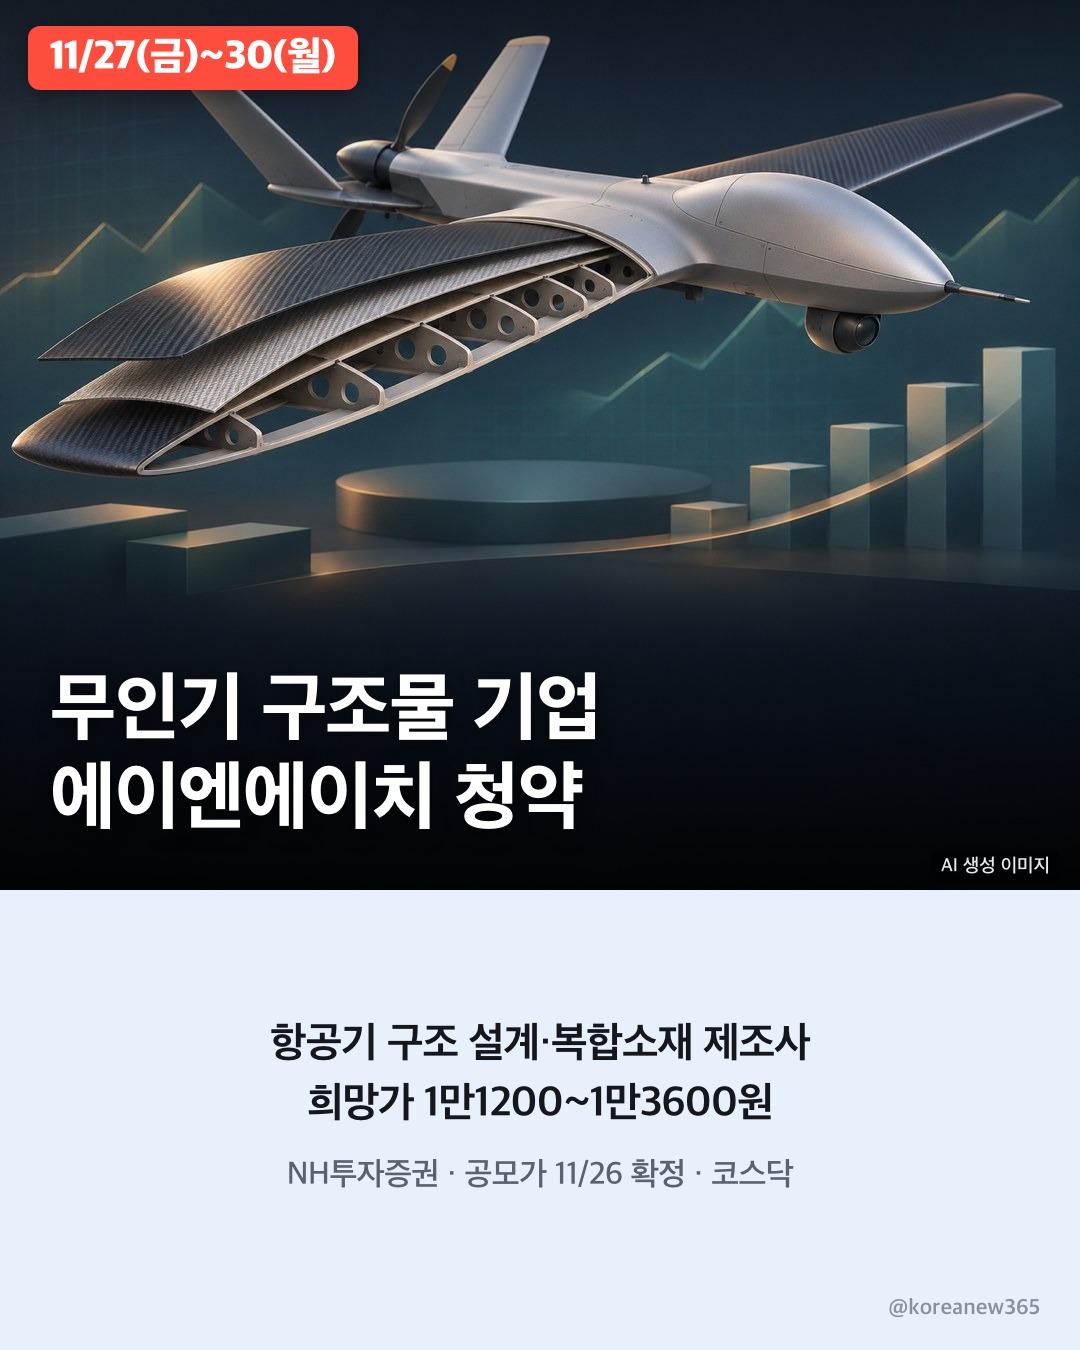 11/27(금)~30(월)
무인기 구조물 기업
에이엔에이치 청약
AI 생성 이미지
항공기 구조 설계·복합소재 제조사
희망가 1만1200~1만3600원
NH투자증권 · 공모가 11/26 확정 · 코스닥
@koreanew365